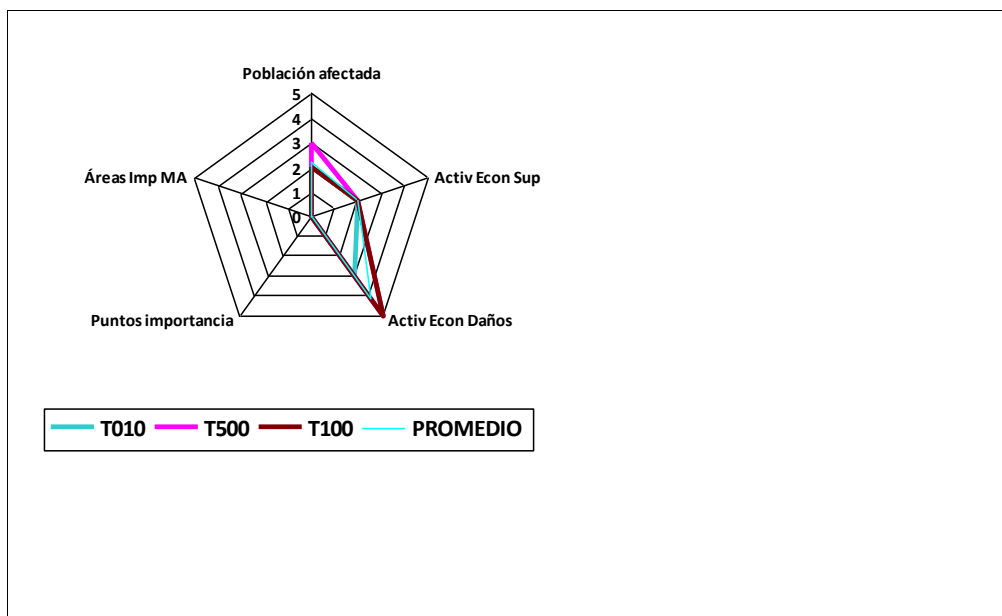 Población afectada
5
4
3
2
1
0
Áreas Imp MA
Activ Econ Sup
Puntos importancia
Activ Econ Daños
T010 T500 T100 PROMEDIO